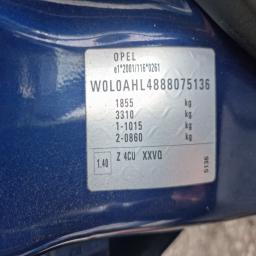 OPEL
e1*2001/116*0261
W0L0AHL4888075136
1855 kg
3310 kg
1-1015 kg
2-0860 kg
1.40 Z 4CU XXVQ
5136